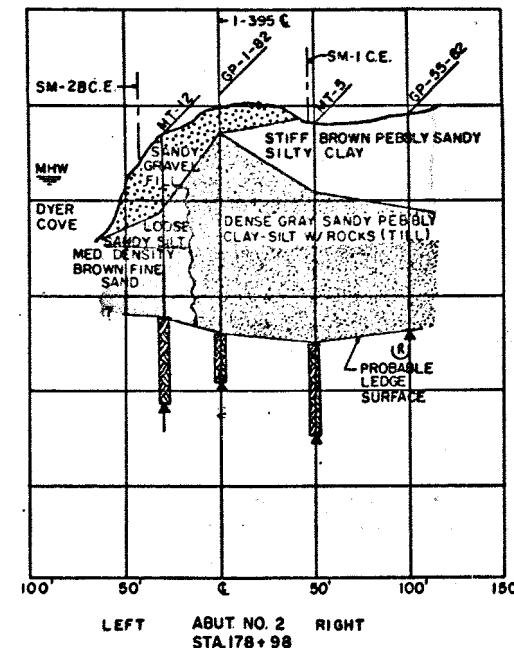 I-395 ℄
SM-2B C.E.
GP-1-82
SM-1 C.E.
MT-12
MT-5
GP-55-82
STIFF BROWN PEBBLY SANDY
SILTY CLAY
SANDY
GRAVEL
FILL
MHW
DYER
COVE
LOOSE
SANDY SILT
MED. DENSITY
BROWN FINE
SAND
DENSE GRAY SANDY PEBBLY
CLAY-SILT W/ROCKS (TILL)
R
PROBABLE
LEDGE
SURFACE
100' 50' ℄ 50' 100' 150
LEFT ABUT. NO. 2 RIGHT
STA. 178+98